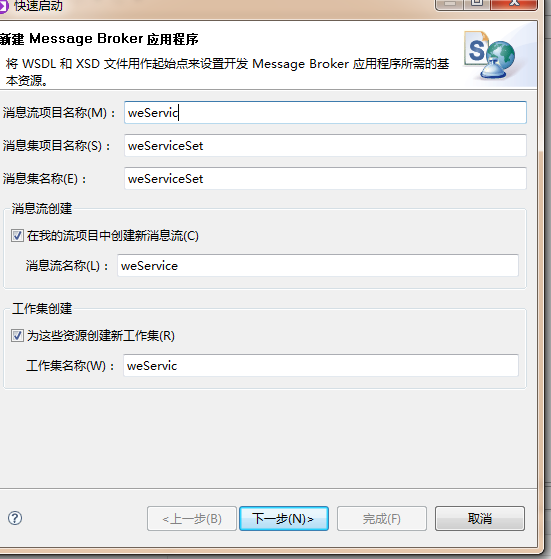 快速启动
新建 Message Broker 应用程序
将 WSDL 和 XSD 文件用作起始点来设置开发 Message Broker 应用程序所需的基
本资源。
消息流项目名称(M)： weServic
消息集项目名称(S)： weServiceSet
消息集名称(E)： weServiceSet
消息流创建
在我的流项目中创建新消息流(C)
消息流名称(L)： weService
工作集创建
为这些资源创建新工作集(R)
工作集名称(W)： weServic
<上一步(B) 下一步(N)> 完成(F) 取消